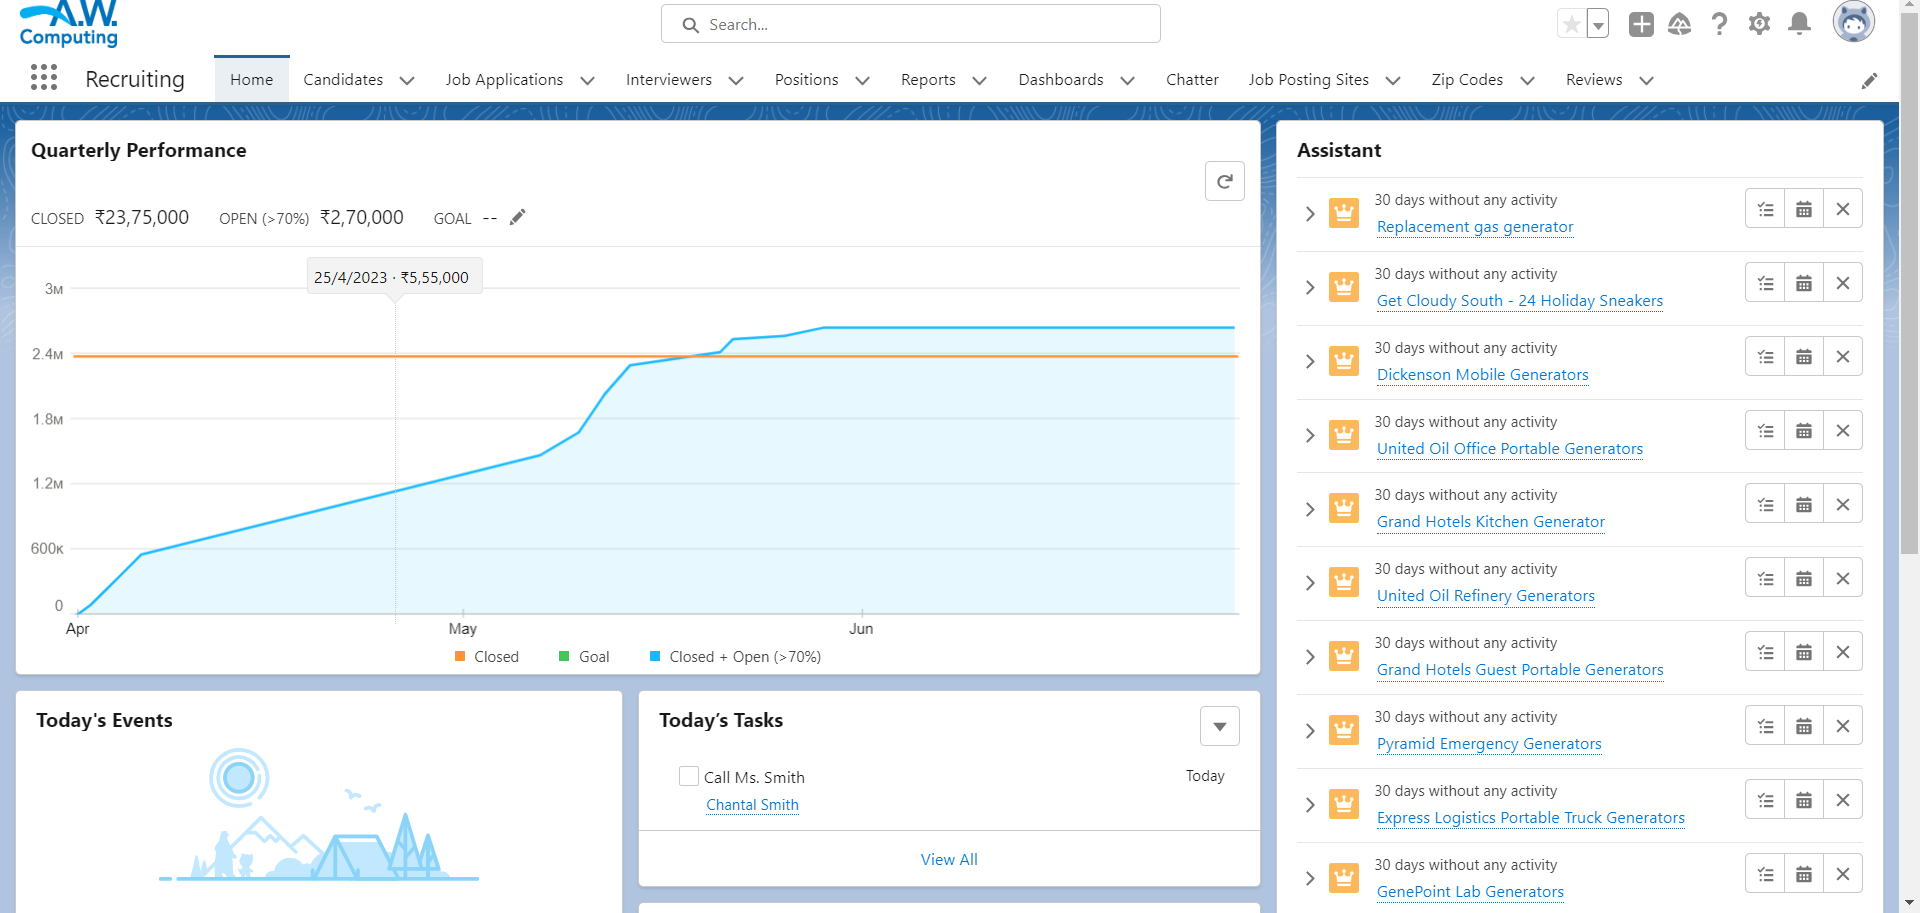 A.W.
Computing
Search...
Recruiting
Home
Candidates
Job Applications
Interviewers
Positions
Reports
Dashboards
Chatter
Job Posting Sites
Zip Codes
Reviews
Quarterly Performance
CLOSED ₹23,75,000 OPEN (>70%) ₹2,70,000 GOAL --
25/4/2023 · ₹5,55,000
3M
2.4M
1.8M
1.2M
600K
0
Apr May Jun
Closed Goal Closed + Open (>70%)
Today's Events
Today’s Tasks
Call Ms. Smith Today
Chantal Smith
View All
Assistant
30 days without any activity
Replacement gas generator
30 days without any activity
Get Cloudy South - 24 Holiday Sneakers
30 days without any activity
Dickenson Mobile Generators
30 days without any activity
United Oil Office Portable Generators
30 days without any activity
Grand Hotels Kitchen Generator
30 days without any activity
United Oil Refinery Generators
30 days without any activity
Grand Hotels Guest Portable Generators
30 days without any activity
Pyramid Emergency Generators
30 days without any activity
Express Logistics Portable Truck Generators
30 days without any activity
GenePoint Lab Generators